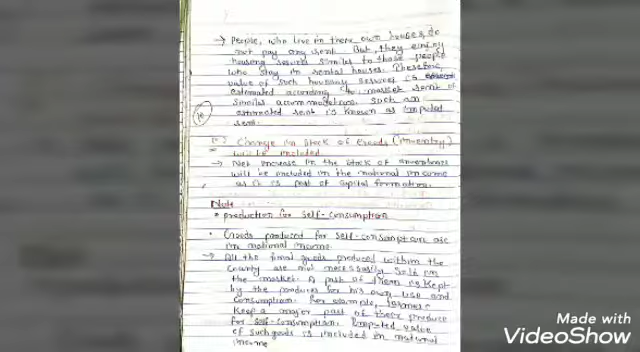 → People, who live in there own houses, do
not pay any rent. But, they enjoy
housing services similar to those people
who stay in rental houses. Therefore
value of such housing services is
estimated according to market rent of
similar accommodation. Such an
estimated rent is known as imputed
rent.
Change in stock of Goods (inventory)
will be included
→ Net increase in the stock of inventories
will be included in the national income
as it is part of capital formation.
Note
* production for self-consumption
• Goods produced for self-consumption are
in national income
→ All the final goods produced within the
country are not necessarily sold in
the market. A part of them is kept
by the producer for his own use and
consumption. For example, farmers
keep a major part of their produce
for self-consumption. Imputed value
of such goods is included in national
income
Made with
VideoShow